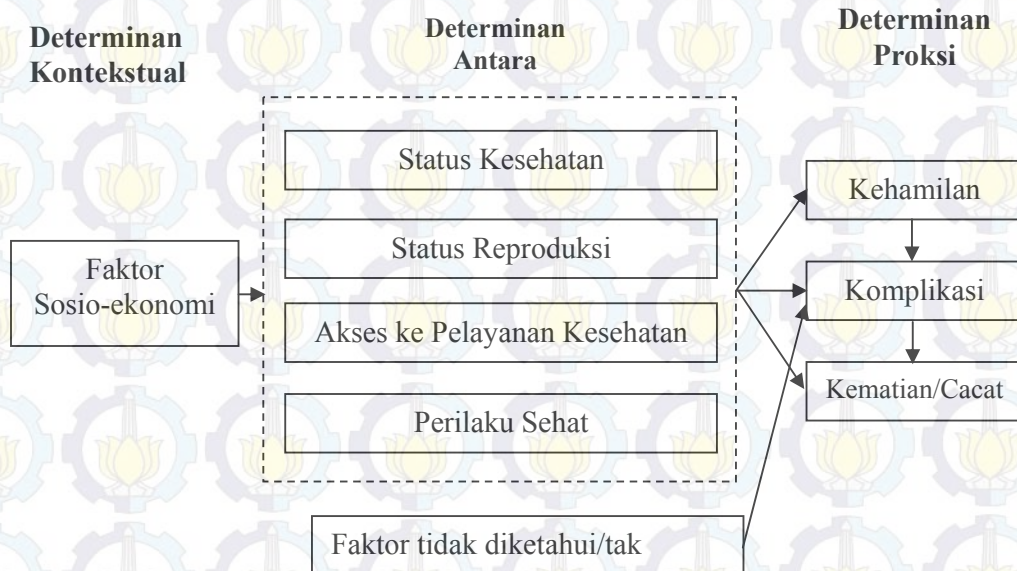 Determinan
Kontekstual
Determinan
Antara
Determinan
Proksi
Faktor
Sosio-ekonomi
Status Kesehatan
Status Reproduksi
Akses ke Pelayanan Kesehatan
Perilaku Sehat
Faktor tidak diketahui/tak
Kehamilan
Komplikasi
Kematian/Cacat